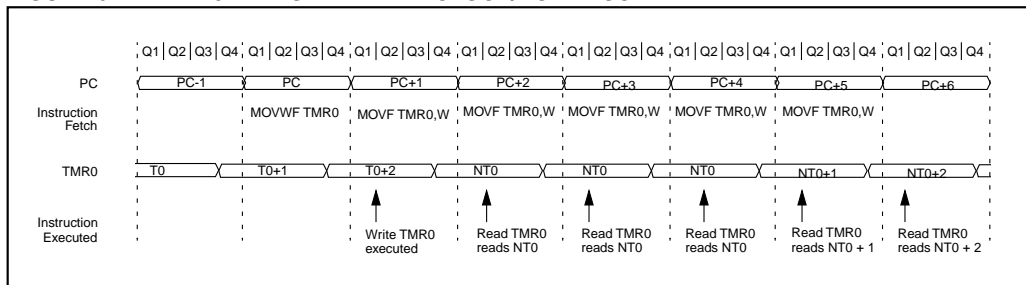 Q1 Q2 Q3 Q4 Q1 Q2 Q3 Q4 Q1 Q2 Q3 Q4 Q1 Q2 Q3 Q4 Q1 Q2 Q3 Q4 Q1 Q2 Q3 Q4 Q1 Q2 Q3 Q4 Q1 Q2 Q3 Q4
PC PC-1 PC PC+1 PC+2 PC+3 PC+4 PC+5 PC+6
Instruction
Fetch
MOVWF TMR0 MOVF TMR0,W MOVF TMR0,W MOVF TMR0,W MOVF TMR0,W MOVF TMR0,W
TMR0 T0 T0+1 T0+2 NT0 NT0 NT0 NT0+1 NT0+2
Instruction
Executed
Write TMR0
executed
Read TMR0
reads NT0
Read TMR0
reads NT0
Read TMR0
reads NT0
Read TMR0
reads NT0 + 1
Read TMR0
reads NT0 + 2